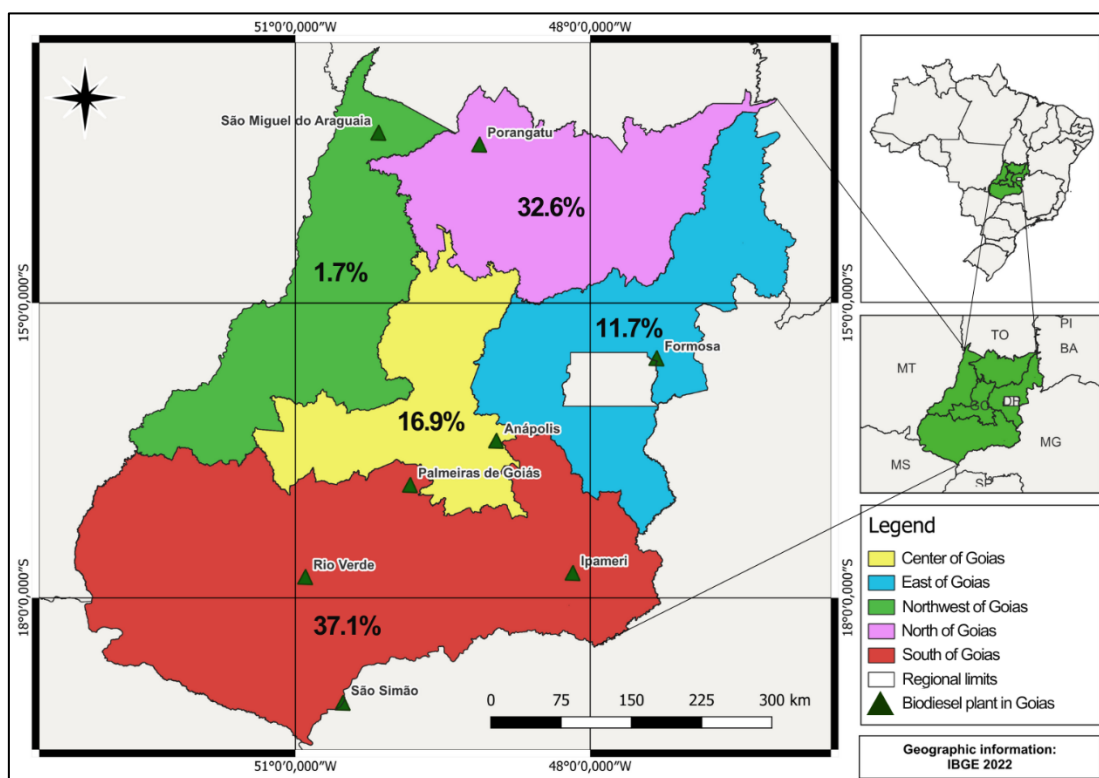 51°0'0,000"W
48°0'0,000"W
São Miguel do Araguaia
Porangatu
32.6%
1.7%
15°0'0,000"S
15°0'0,000"S
11.7%
Formosa
16.9%
Anápolis
Palmeiras de Goiás
Rio Verde
Ipameri
18°0'0,000"S
18°0'0,000"S
37.1%
São Simão
0 75 150 225 300 km
51°0'0,000"W
48°0'0,000"W
TO
PI
BA
MT
GO
DF
MG
MS
SP
Legend
Center of Goias
East of Goias
Northwest of Goias
North of Goias
South of Goias
Regional limits
Biodiesel plant in Goias
Geographic information:
IBGE 2022